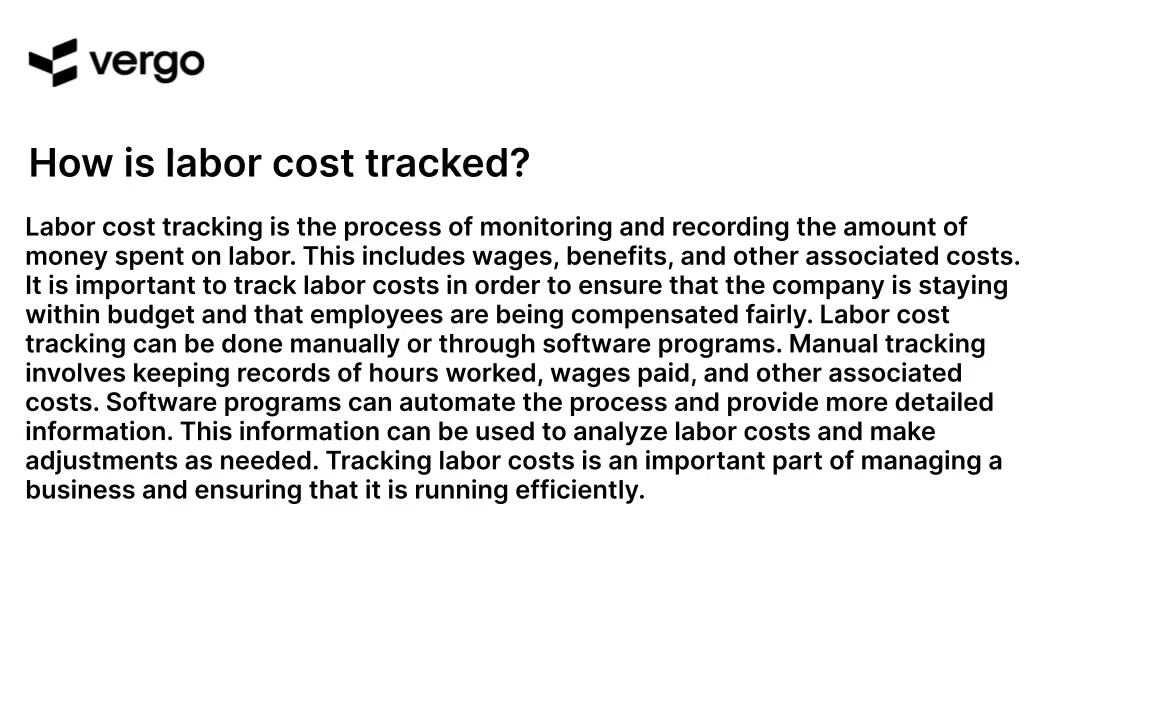 vergo
How is labor cost tracked?
Labor cost tracking is the process of monitoring and recording the amount of
money spent on labor. This includes wages, benefits, and other associated costs.
It is important to track labor costs in order to ensure that the company is staying
within budget and that employees are being compensated fairly. Labor cost
tracking can be done manually or through software programs. Manual tracking
involves keeping records of hours worked, wages paid, and other associated
costs. Software programs can automate the process and provide more detailed
information. This information can be used to analyze labor costs and make
adjustments as needed. Tracking labor costs is an important part of managing a
business and ensuring that it is running efficiently.